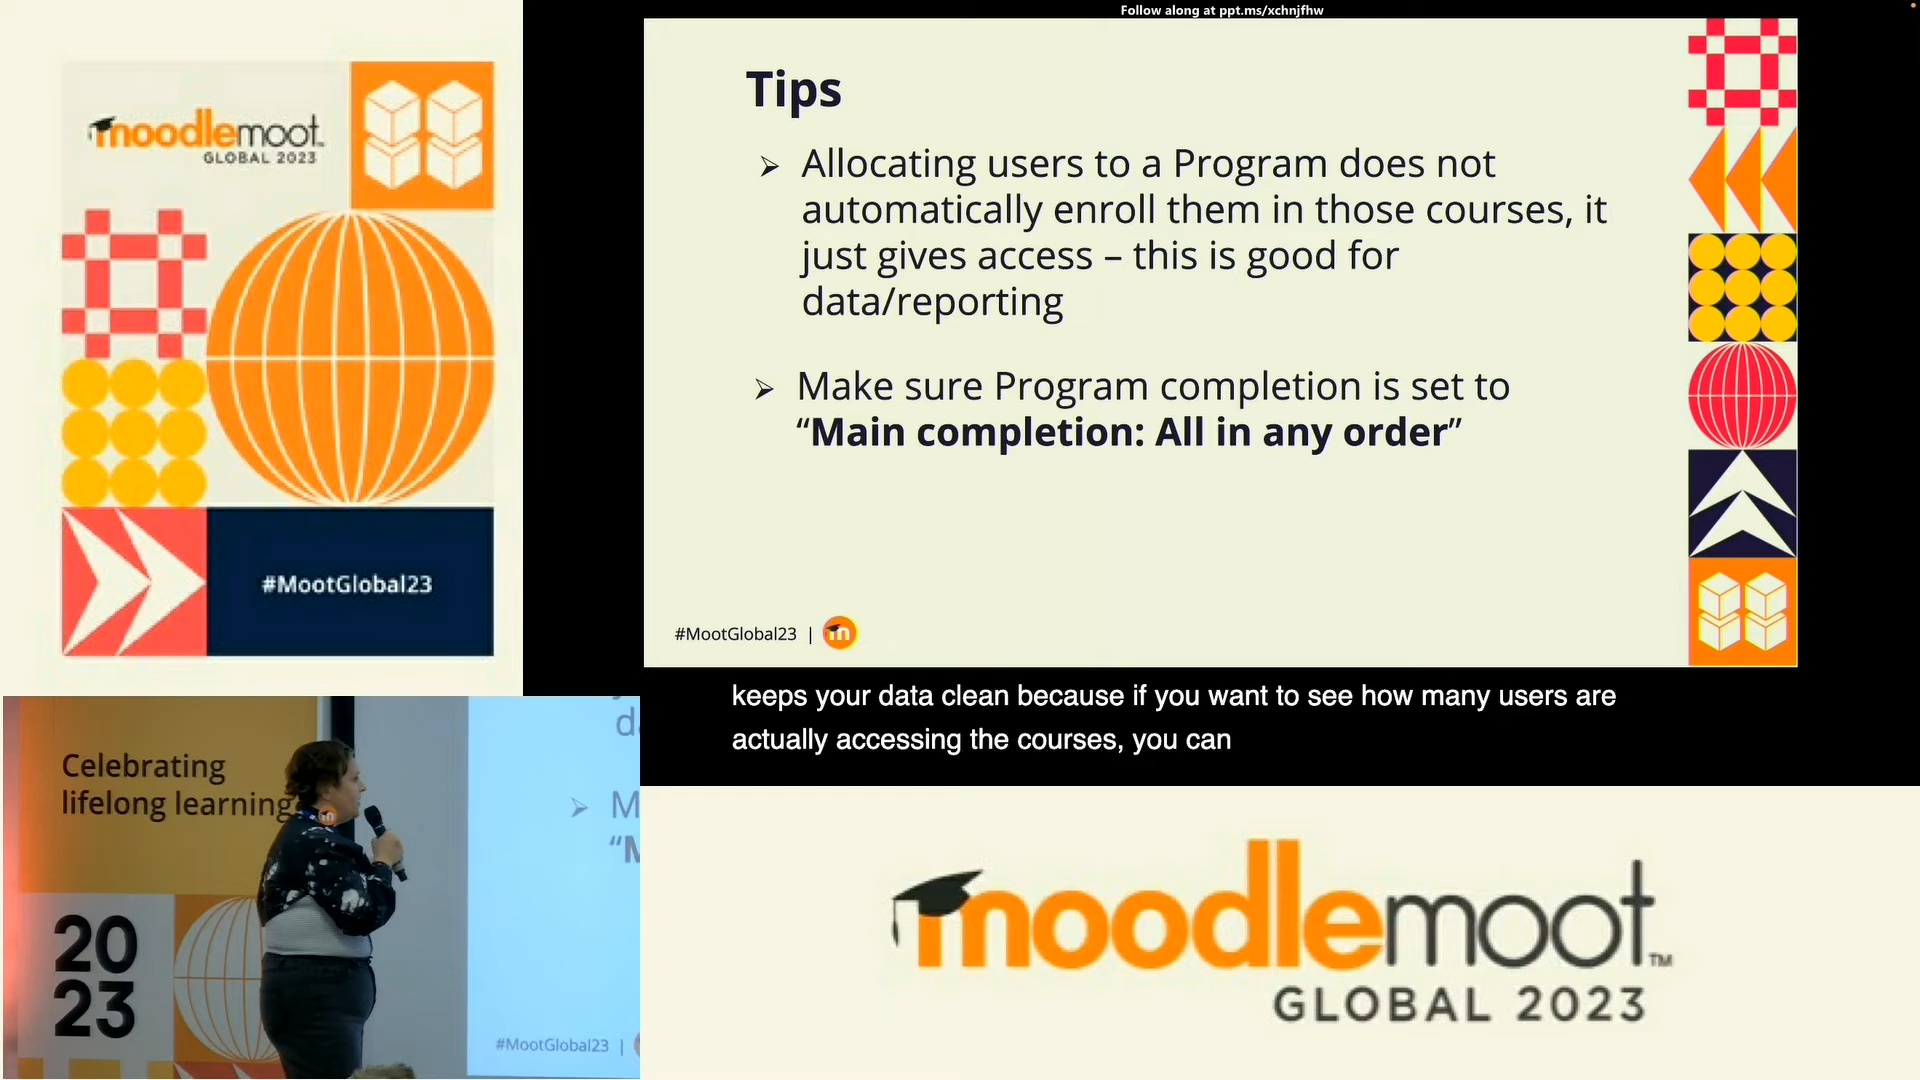 Follow along at ppt.ms/xchnjfhw
moodlemoot
GLOBAL 2023
#MootGlobal23
Tips
➢ Allocating users to a Program does not
automatically enroll them in those courses, it
just gives access – this is good for
data/reporting
➢ Make sure Program completion is set to
“Main completion: All in any order”
#MootGlobal23 | m
keeps your data clean because if you want to see how many users are
actually accessing the courses, you can
Celebrating
lifelong learning
20
23
➢ M
“M
#MootGlobal23 |
moodlemoot™
GLOBAL 2023